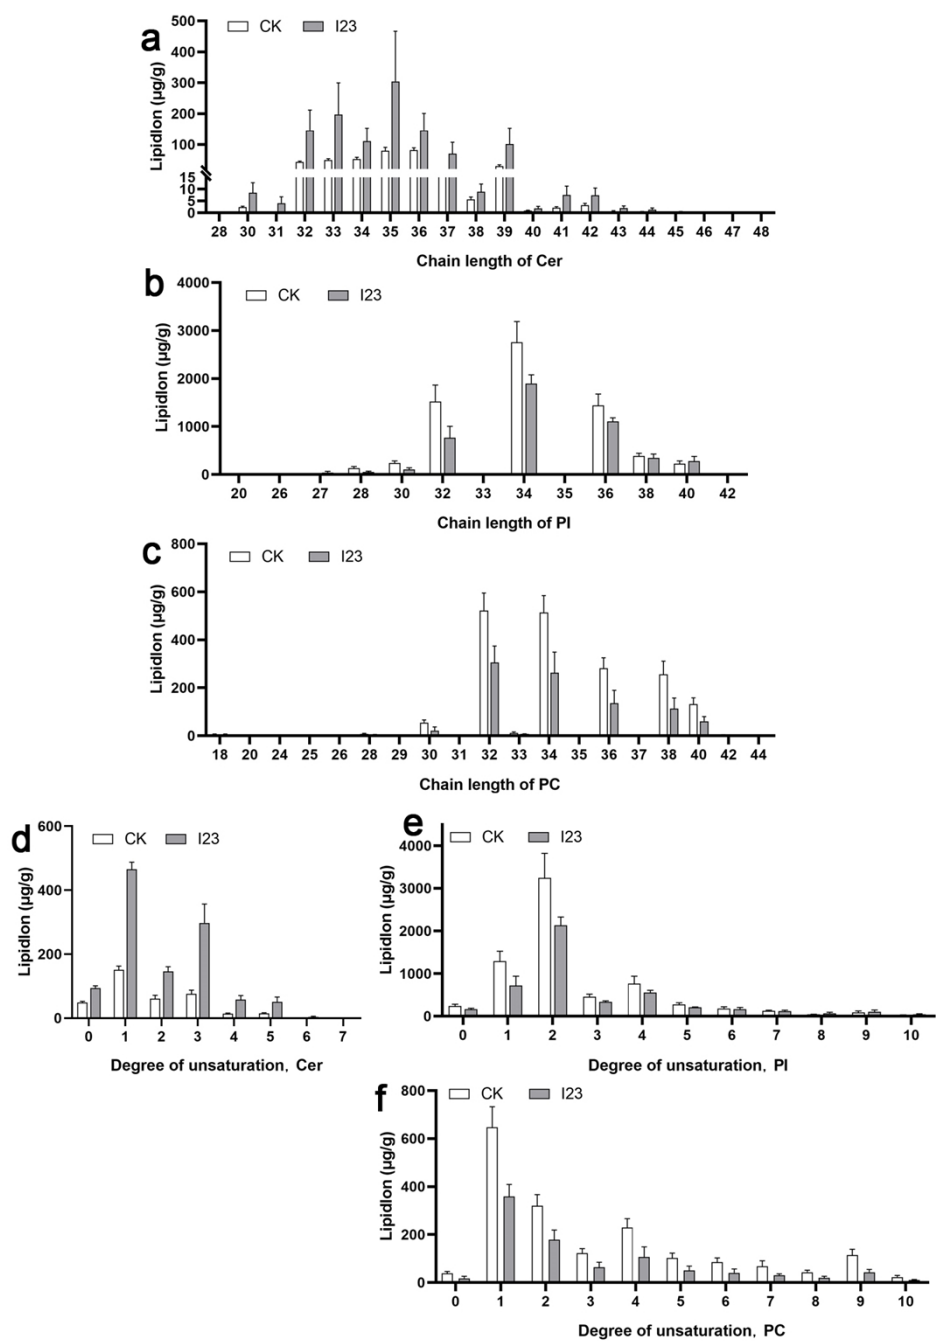 a
CK I23
LipidIon (µg/g)
500
400
300
200
100
15
10
5
0
28 30 31 32 33 34 35 36 37 38 39 40 41 42 43 44 45 46 47 48
Chain length of Cer
b
CK I23
LipidIon (µg/g)
4000
3000
2000
1000
0
20 26 27 28 30 32 33 34 35 36 38 40 42
Chain length of PI
c
CK I23
LipidIon (µg/g)
800
600
400
200
0
18 20 24 25 26 28 29 30 31 32 33 34 35 36 37 38 40 42 44
Chain length of PC
d
CK I23
LipidIon (µg/g)
600
400
200
0
0 1 2 3 4 5 6 7
Degree of unsaturation, Cer
e
CK I23
LipidIon (µg/g)
4000
3000
2000
1000
0
0 1 2 3 4 5 6 7 8 9 10
Degree of unsaturation, PI
f
CK I23
LipidIon (µg/g)
800
600
400
200
0
0 1 2 3 4 5 6 7 8 9 10
Degree of unsaturation, PC